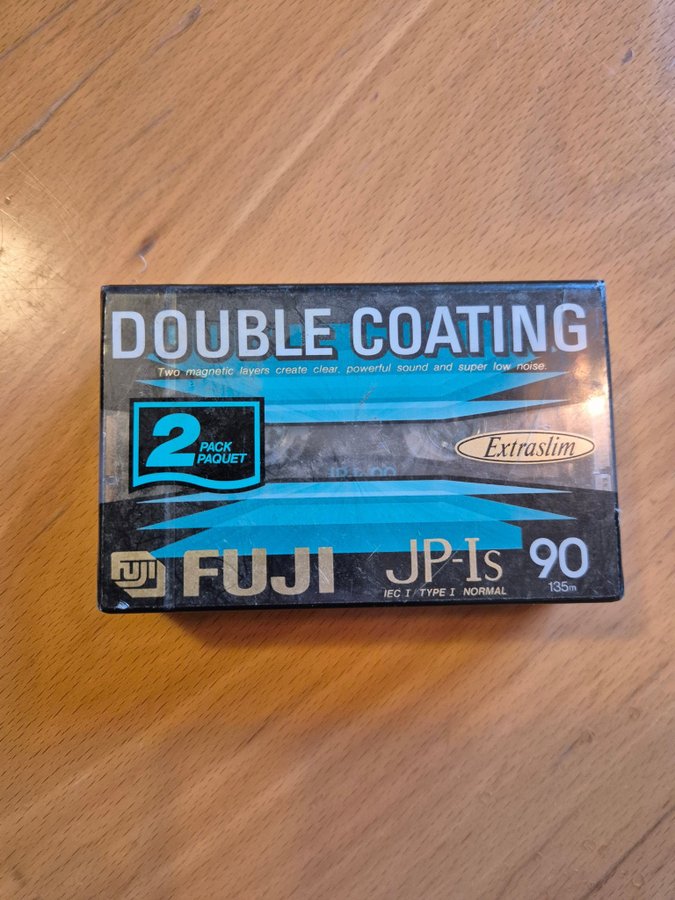 DOUBLE COATING
Two magnetic layers create clear, powerful sound and super low noise.
2 PACK
PAQUET
Extraslim
FUJI FUJI JP-Is 90
IEC I / TYPE I NORMAL 135m